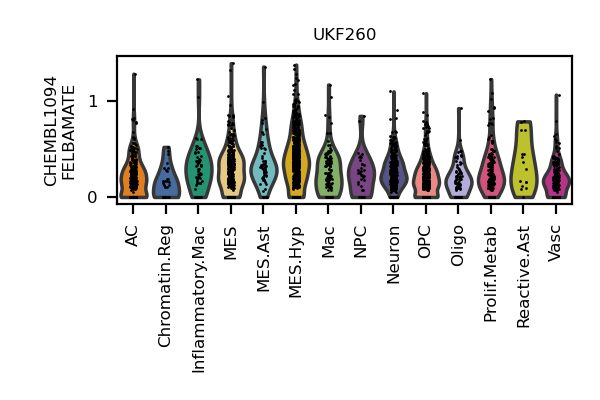 UKF260
CHEMBL1094
FELBAMATE
1
0
AC
Chromatin.Reg
Inflammatory.Mac
MES
MES.Ast
MES.Hyp
Mac
NPC
Neuron
OPC
Oligo
Prolif.Metab
Reactive.Ast
Vasc